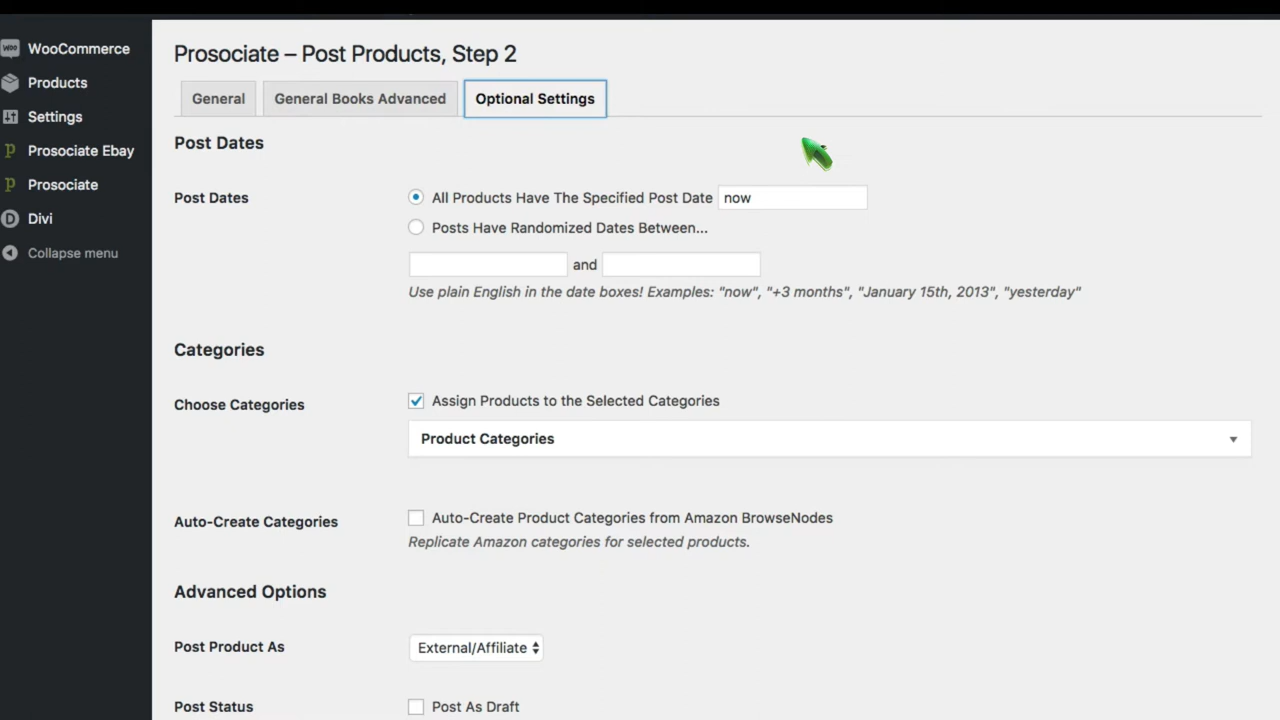 WooCommerce
Products
Settings
Prosociate Ebay
Prosociate
Divi
Collapse menu
Prosociate – Post Products, Step 2
General
General Books Advanced
Optional Settings
Post Dates
Post Dates
All Products Have The Specified Post Date
now
Posts Have Randomized Dates Between...
and
Use plain English in the date boxes! Examples: "now", "+3 months", "January 15th, 2013", "yesterday"
Categories
Choose Categories
Assign Products to the Selected Categories
Product Categories
Auto-Create Categories
Auto-Create Product Categories from Amazon BrowseNodes
Replicate Amazon categories for selected products.
Advanced Options
Post Product As
External/Affiliate
Post Status
Post As Draft